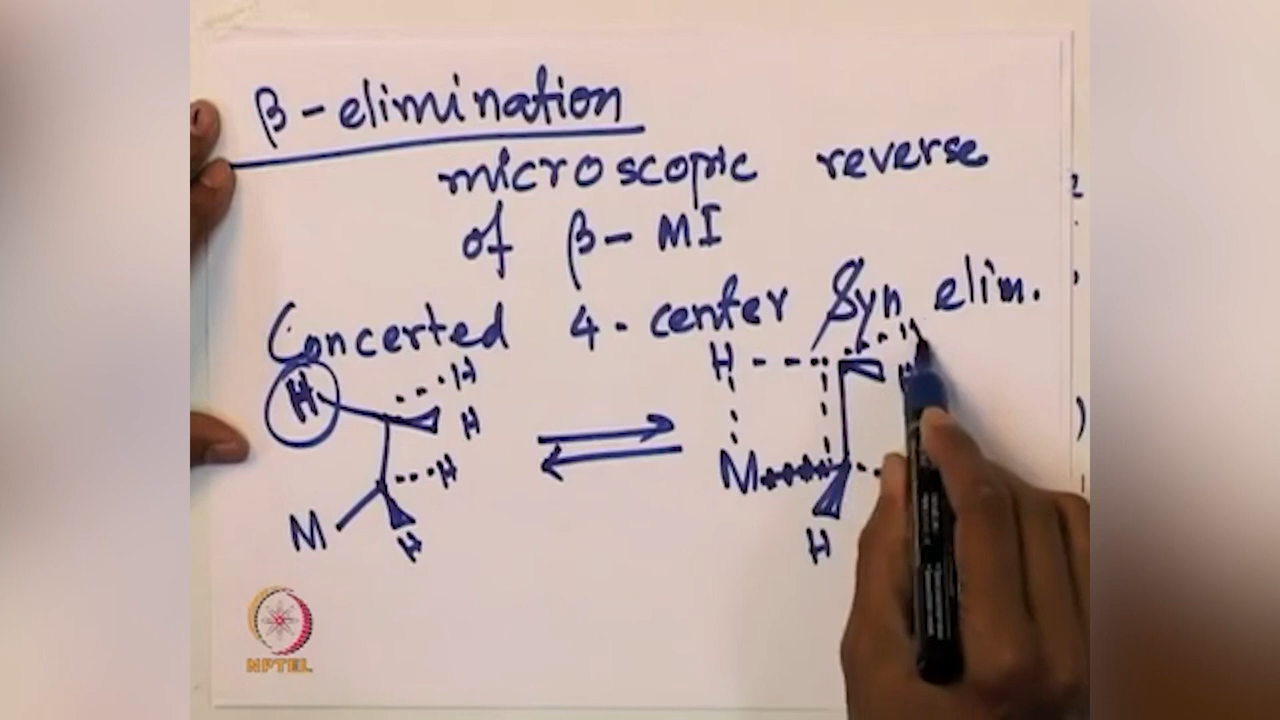 β-elimination
microscopic reverse
of β-MI
Concerted 4-center Syn elim.
H H H H
H H
M M
H H
NPTEL